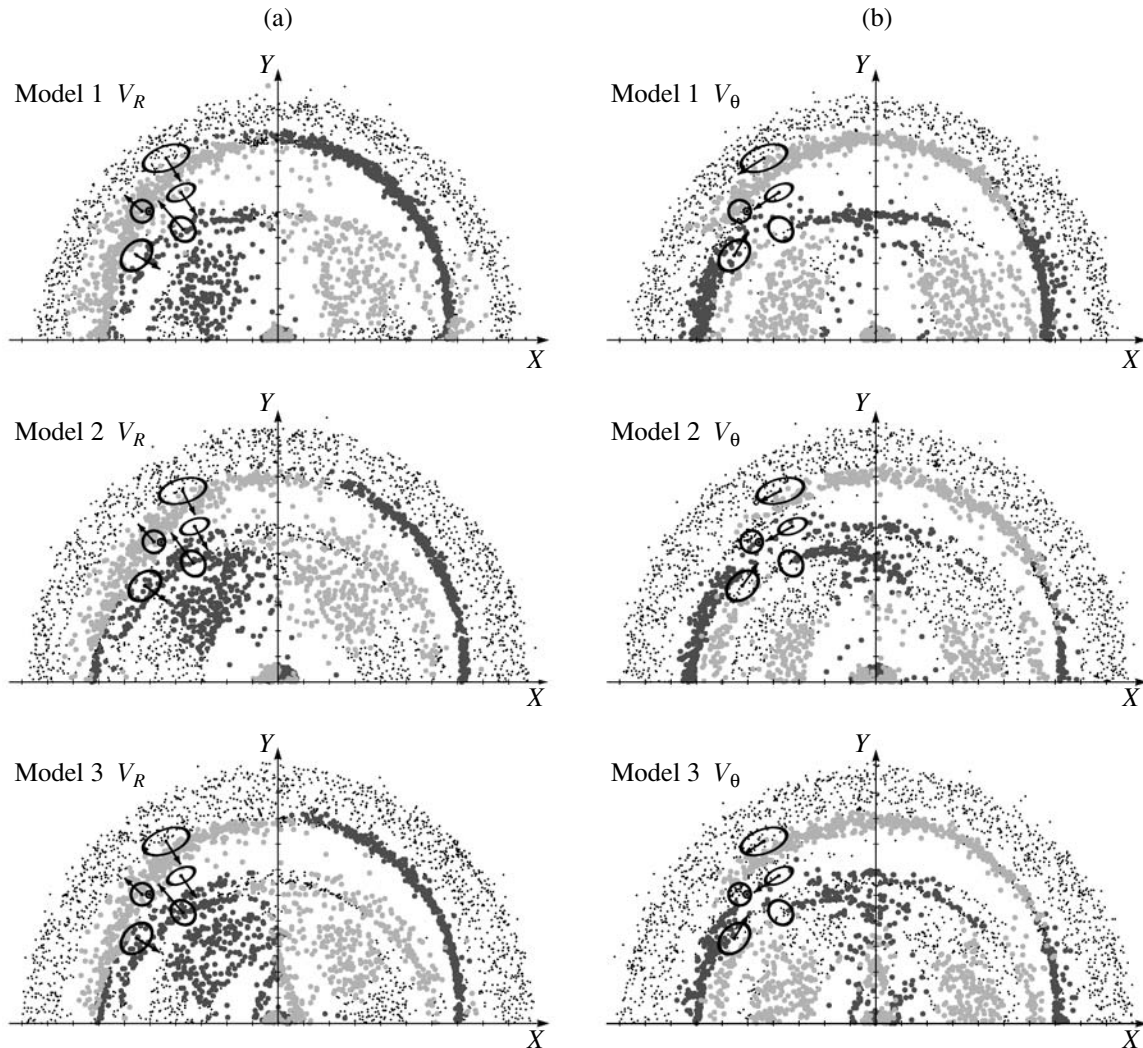 (a)
(b)
Model 1 V_R
Y
X
Model 1 V_θ
Y
X
Model 2 V_R
Y
X
Model 2 V_θ
Y
X
Model 3 V_R
Y
X
Model 3 V_θ
Y
X